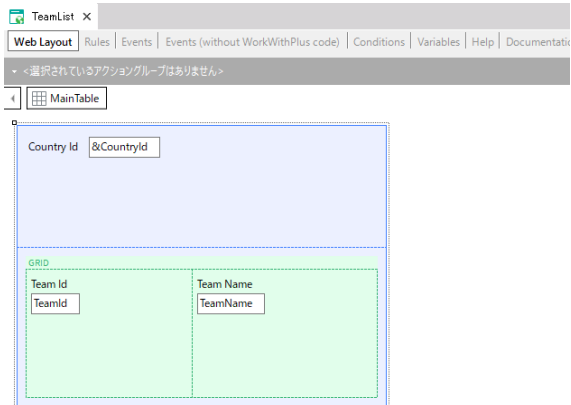 TeamList
Web Layout Rules Events Events (without WorkWithPlus code) Conditions Variables Help Documentatio
<選択されているアクショングループはありません>
MainTable
Country Id &CountryId
GRID
Team Id Team Name
TeamId TeamName